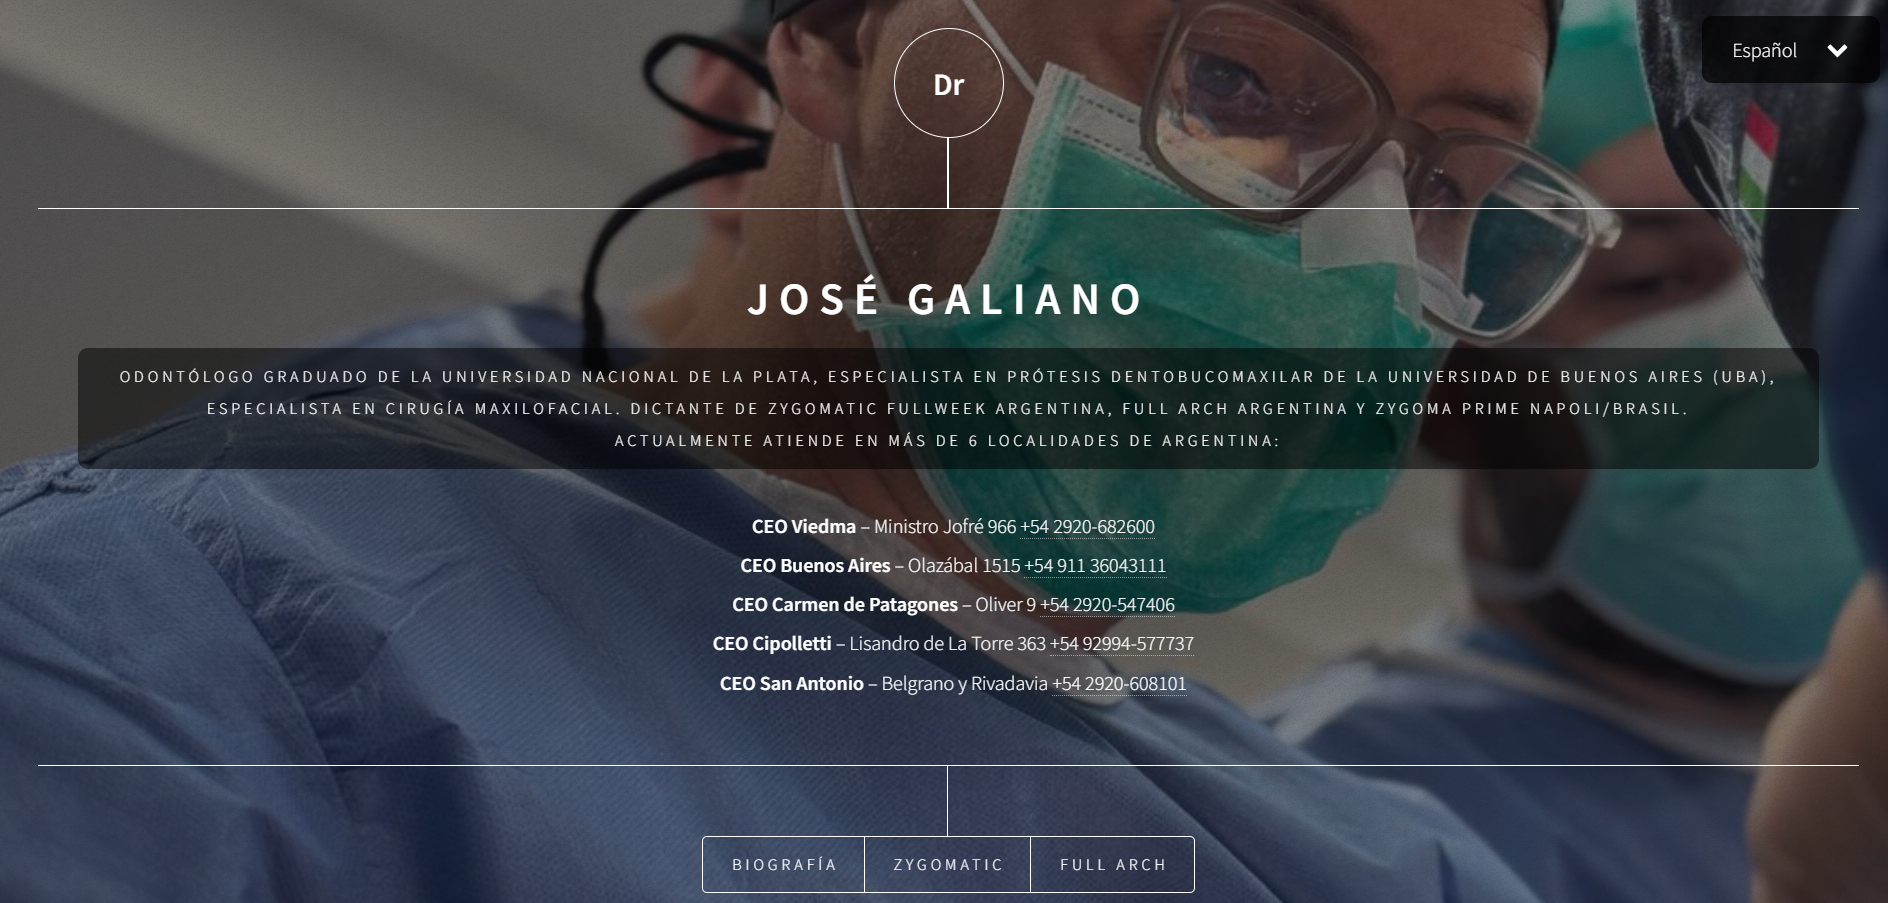 Español
Dr
JOSÉ GALIANO
ODONTÓLOGO GRADUADO DE LA UNIVERSIDAD NACIONAL DE LA PLATA, ESPECIALISTA EN PRÓTESIS DENTOBUCOMAXILAR DE LA UNIVERSIDAD DE BUENOS AIRES (UBA),
ESPECIALISTA EN CIRUGÍA MAXILOFACIAL. DICTANTE DE ZYGOMATIC FULLWEEK ARGENTINA, FULL ARCH ARGENTINA Y ZYGOMA PRIME NAPOLI/BRASIL.
ACTUALMENTE ATIENDE EN MÁS DE 6 LOCALIDADES DE ARGENTINA:
CEO Viedma – Ministro Jofré 966 +54 2920-682600
CEO Buenos Aires – Olazábal 1515 +54 911 36043111
CEO Carmen de Patagones – Oliver 9 +54 2920-547406
CEO Cipolletti – Lisandro de La Torre 363 +54 92994-577737
CEO San Antonio – Belgrano y Rivadavia +54 2920-608101
BIOGRAFÍA ZYGOMATIC FULL ARCH